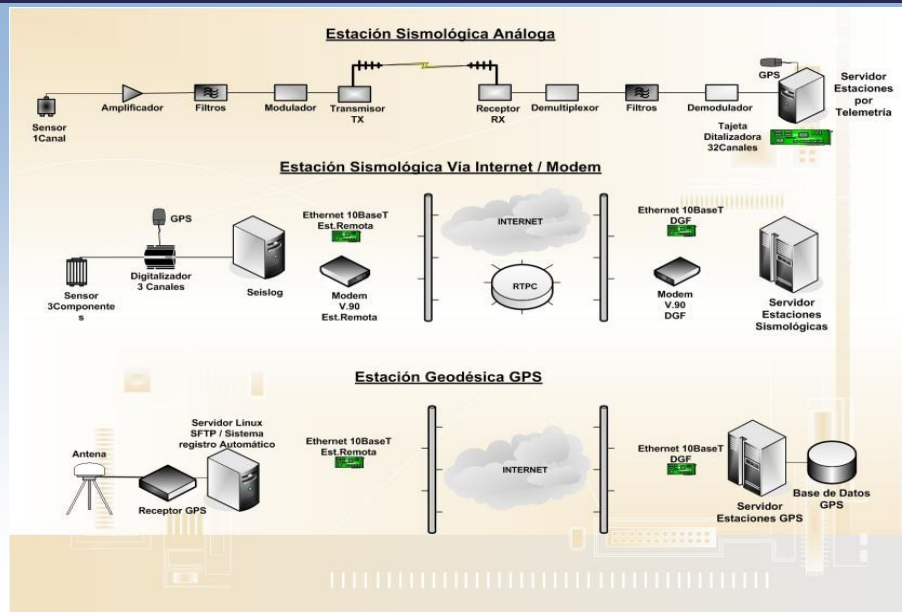 Estación Sismológica Análoga
GPS
Servidor
Estaciones
por
Telemetría
Amplificador
Filtros
Modulador
Transmisor
TX
Receptor
RX
Demultiplexor
Filtros
Demodulador
Sensor
1Canal
Tajeta
Ditalizadora
32Canales
Estación Sismológica Vía Internet / Modem
GPS
Ethernet 10BaseT
Est.Remota
INTERNET
Ethernet 10BaseT
DGF
Digitalizador
3 Canales
Seislog
Sensor
3Componente
s
Modem
V.90
Est.Remota
RTPC
Modem
V.90
DGF
Servidor
Estaciones
Sismológicas
Estación Geodésica GPS
Antena
Servidor Linux
SFTP / Sistema
registro Automático
Receptor GPS
Ethernet 10BaseT
Est.Remota
INTERNET
Ethernet 10BaseT
DGF
Servidor
Estaciones GPS
Base de Datos
GPS